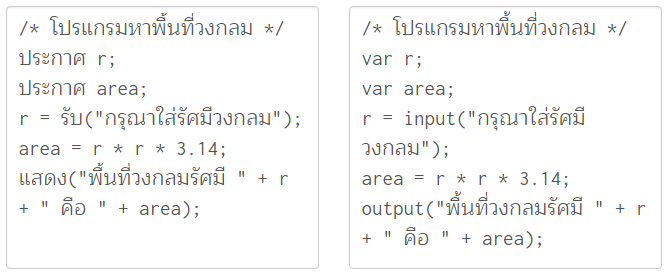 /* โปรแกรมหาพื้นที่วงกลม */
ประกาศ r;
ประกาศ area;
r = รับ("กรุณาใส่รัศมีวงกลม");
area = r * r * 3.14;
แสดง("พื้นที่วงกลมรัศมี " + r
+ " คือ " + area);
/* โปรแกรมหาพื้นที่วงกลม */
var r;
var area;
r = input("กรุณาใส่รัศมี
วงกลม");
area = r * r * 3.14;
output("พื้นที่วงกลมรัศมี " + r
+ " คือ " + area);